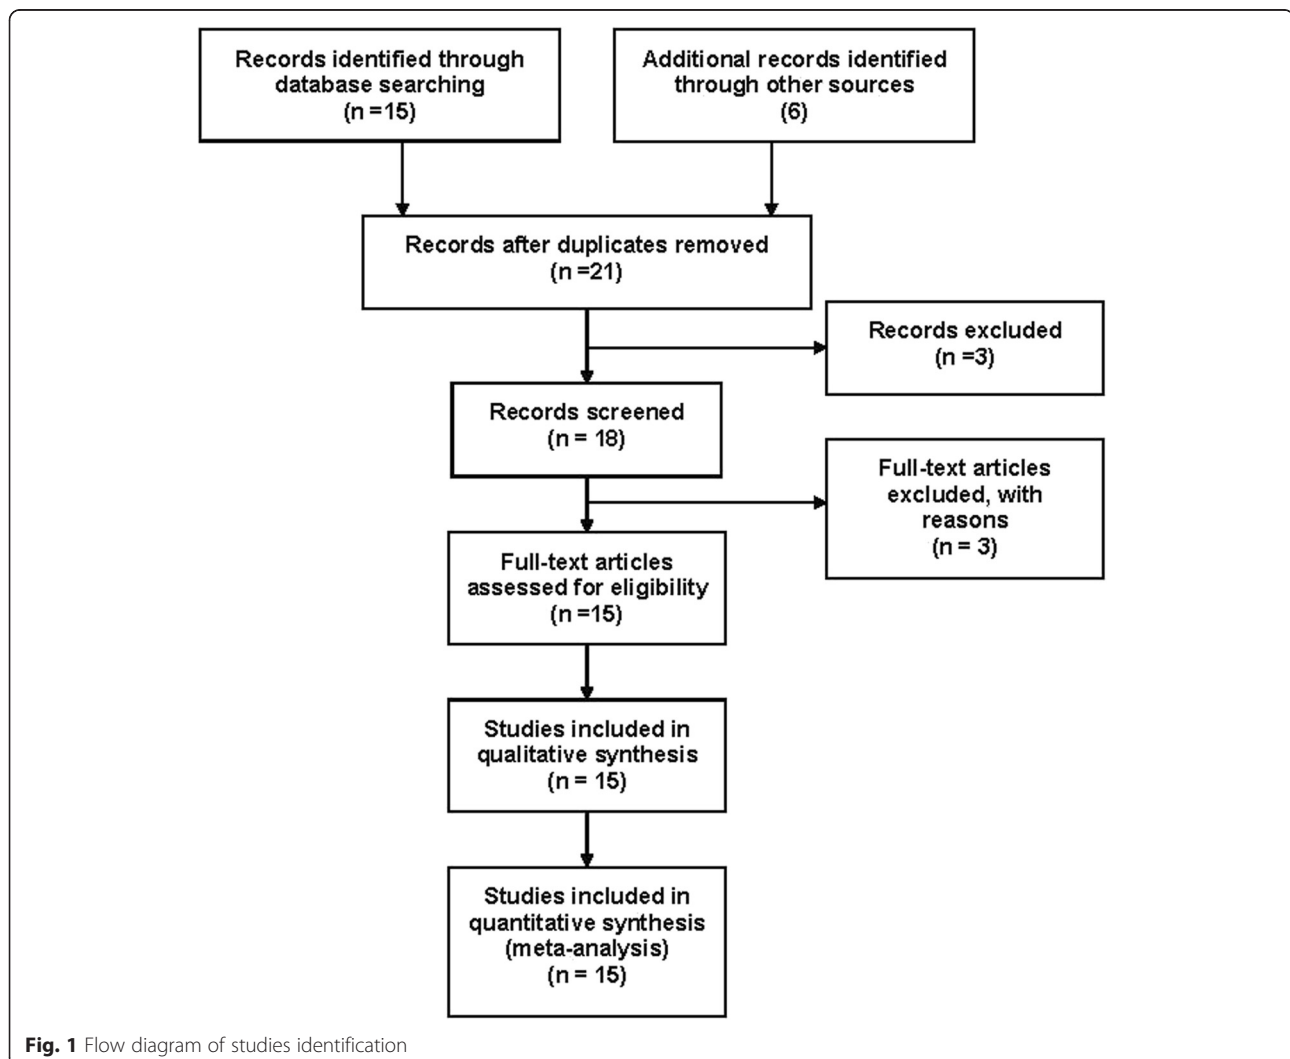 Records identified through
database searching
(n =15)
Additional records identified
through other sources
(6)
Records after duplicates removed
(n =21)
Records excluded
(n =3)
Records screened
(n = 18)
Full-text articles
excluded, with
reasons
(n = 3)
Full-text articles
assessed for eligibility
(n =15)
Studies included in
qualitative synthesis
(n = 15)
Studies included in
quantitative synthesis
(meta-analysis)
(n = 15)
Fig. 1 Flow diagram of studies identification